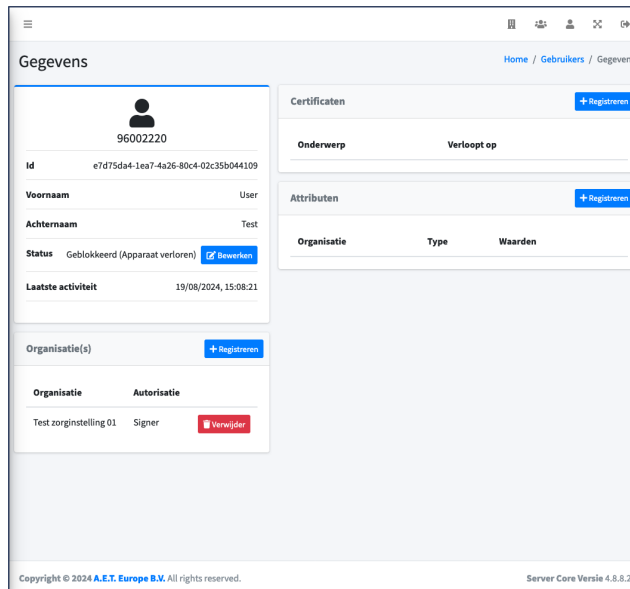 Gegevens
Home / Gebruikers / Gegeven
96002220
Id e7d75da4-1ea7-4a26-80c4-02c35b044109
Voornaam User
Achternaam Test
Status Geblokkeerd (Apparaat verloren) Bewerken
Laatste activiteit 19/08/2024, 15:08:21
Organisatie(s) + Registreren
Organisatie Autorisatie
Test zorginstelling 01 Signer Verwijder
Certificaten + Registreren
Onderwerp Verloopt op
Attributen + Registreren
Organisatie Type Waarden
Copyright © 2024 A.E.T. Europe B.V. All rights reserved.
Server Core Versie 4.8.8.2